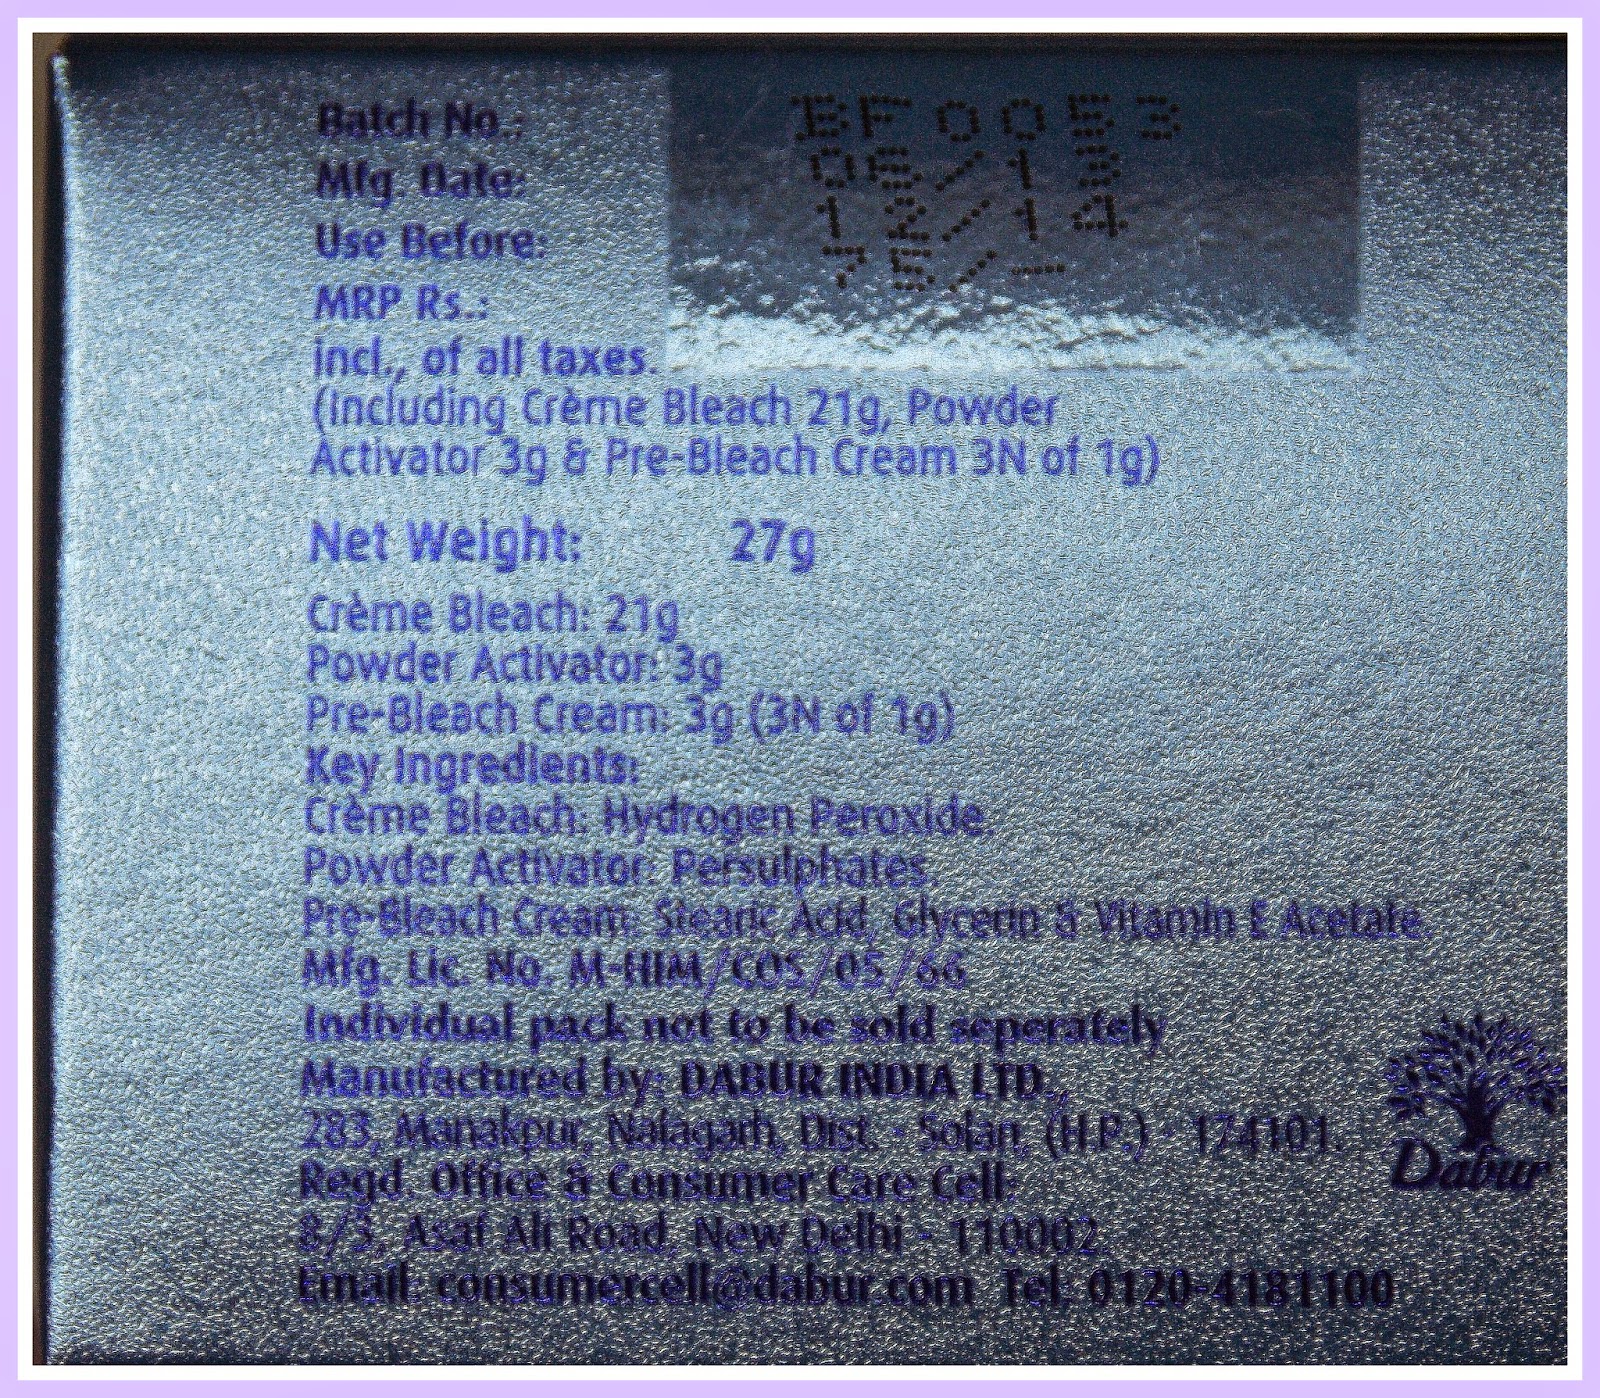 Batch No.: BF0053
Mfg. Date: 06/13
Use Before: 12/14
MRP Rs.: 75/-
incl., of all taxes.
(Including Crème Bleach 21g, Powder
Activator 3g & Pre-Bleach Cream 3N of 1g)
Net Weight: 27g
Crème Bleach: 21g
Powder Activator: 3g
Pre-Bleach Cream: 3g (3N of 1g)
Key Ingredients:
Crème Bleach: Hydrogen Peroxide.
Powder Activator: Persulphates.
Pre-Bleach Cream: Stearic Acid, Glycerin & Vitamin E Acetate
Mfg. Lic. No. M-HIM/COS/05/66
Individual pack not to be sold seperately
Manufactured by: DABUR INDIA LTD.,
283, Manakpur, Nalagarh, Dist. - Solan, (H.P.) - 174101.
Dabur
Regd. Office & Consumer Care Cell:
8/3, Asaf Ali Road, New Delhi - 110002.
Email: consumercell@dabur.com Tel: 0120-4181100